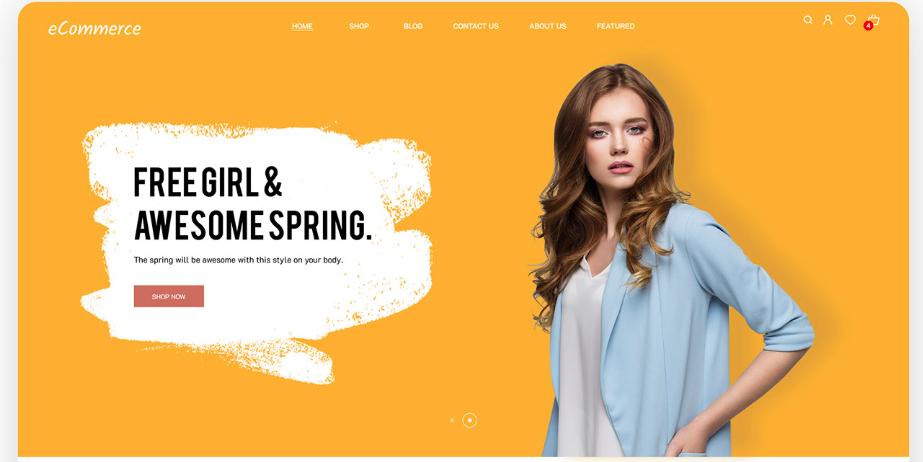 eCommerce
HOME SHOP BLOG CONTACT US ABOUT US FEATURED
4
FREE GIRL &
AWESOME SPRING.
The spring will be awesome with this style on your body.
SHOP NOW